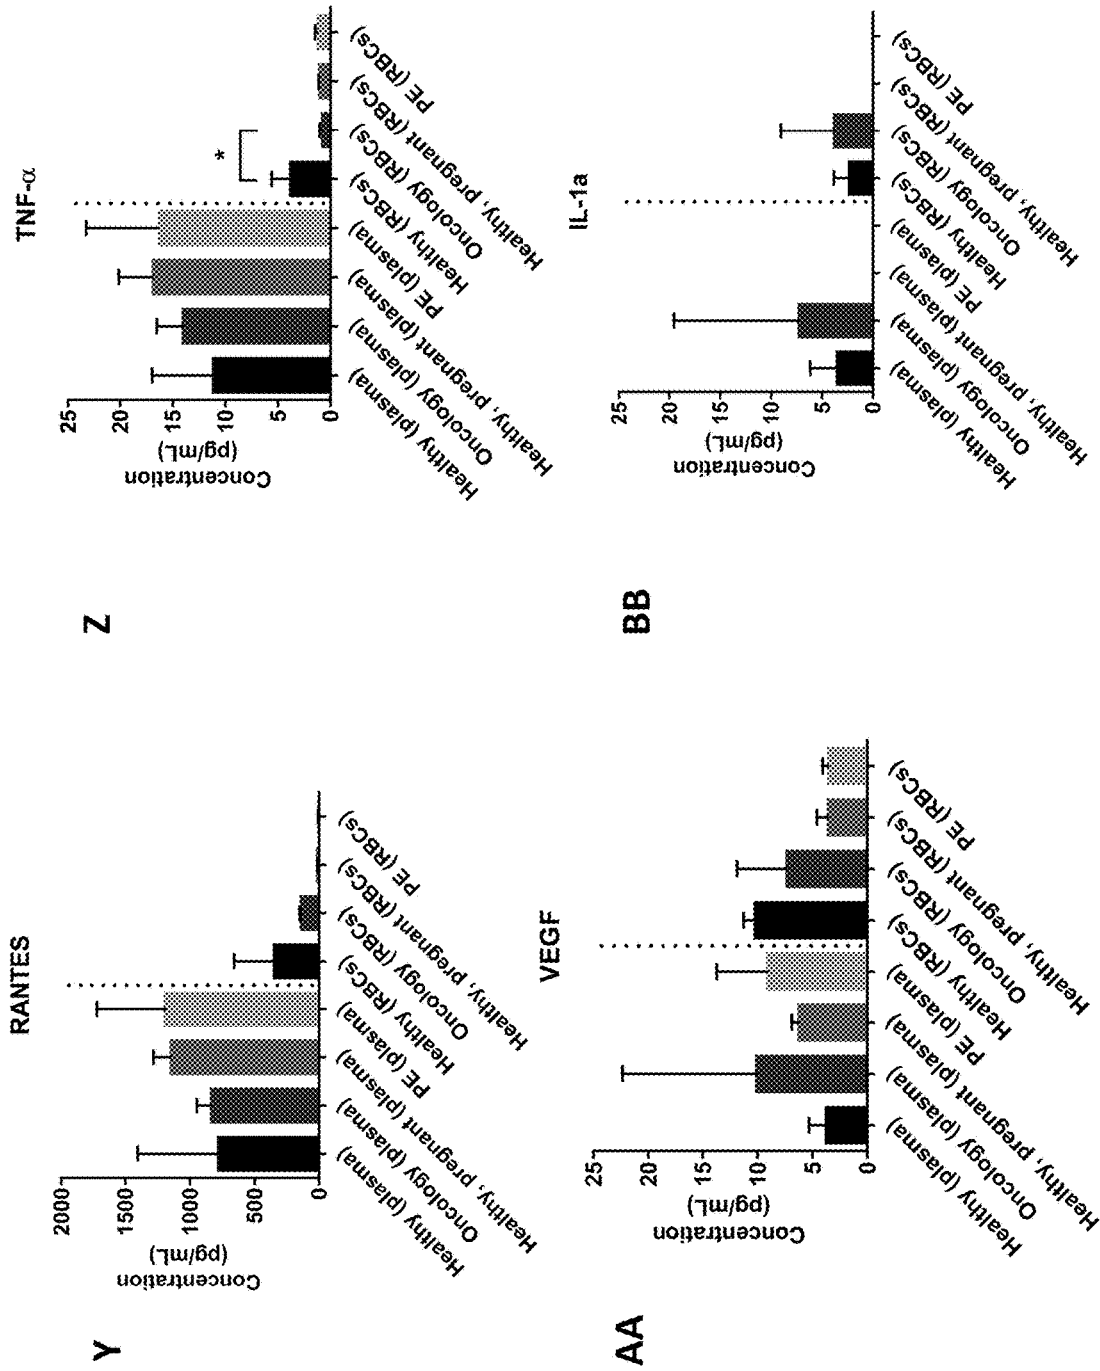 Y
RANTES
Concentration
(pg/mL)
2000
1500
1000
500
0
Healthy (plasma)
Oncology (plasma)
Healthy, pregnant (plasma)
PE (plasma)
Healthy (RBCs)
Oncology (RBCs)
Healthy, pregnant (RBCs)
PE (RBCs)
Z
TNF-α
Concentration
(pg/mL)
25
20
15
10
5
0
*
Healthy (plasma)
Oncology (plasma)
Healthy, pregnant (plasma)
PE (plasma)
Healthy (RBCs)
Oncology (RBCs)
Healthy, pregnant (RBCs)
PE (RBCs)
AA
VEGF
Concentration
(pg/mL)
25
20
15
10
5
0
Healthy (plasma)
Oncology (plasma)
Healthy, pregnant (plasma)
PE (plasma)
Healthy (RBCs)
Oncology (RBCs)
Healthy, pregnant (RBCs)
PE (RBCs)
BB
IL-1a
Concentration
(pg/mL)
25
20
15
10
5
0
Healthy (plasma)
Oncology (plasma)
Healthy, pregnant (plasma)
PE (plasma)
Healthy (RBCs)
Oncology (RBCs)
Healthy, pregnant (RBCs)
PE (RBCs)